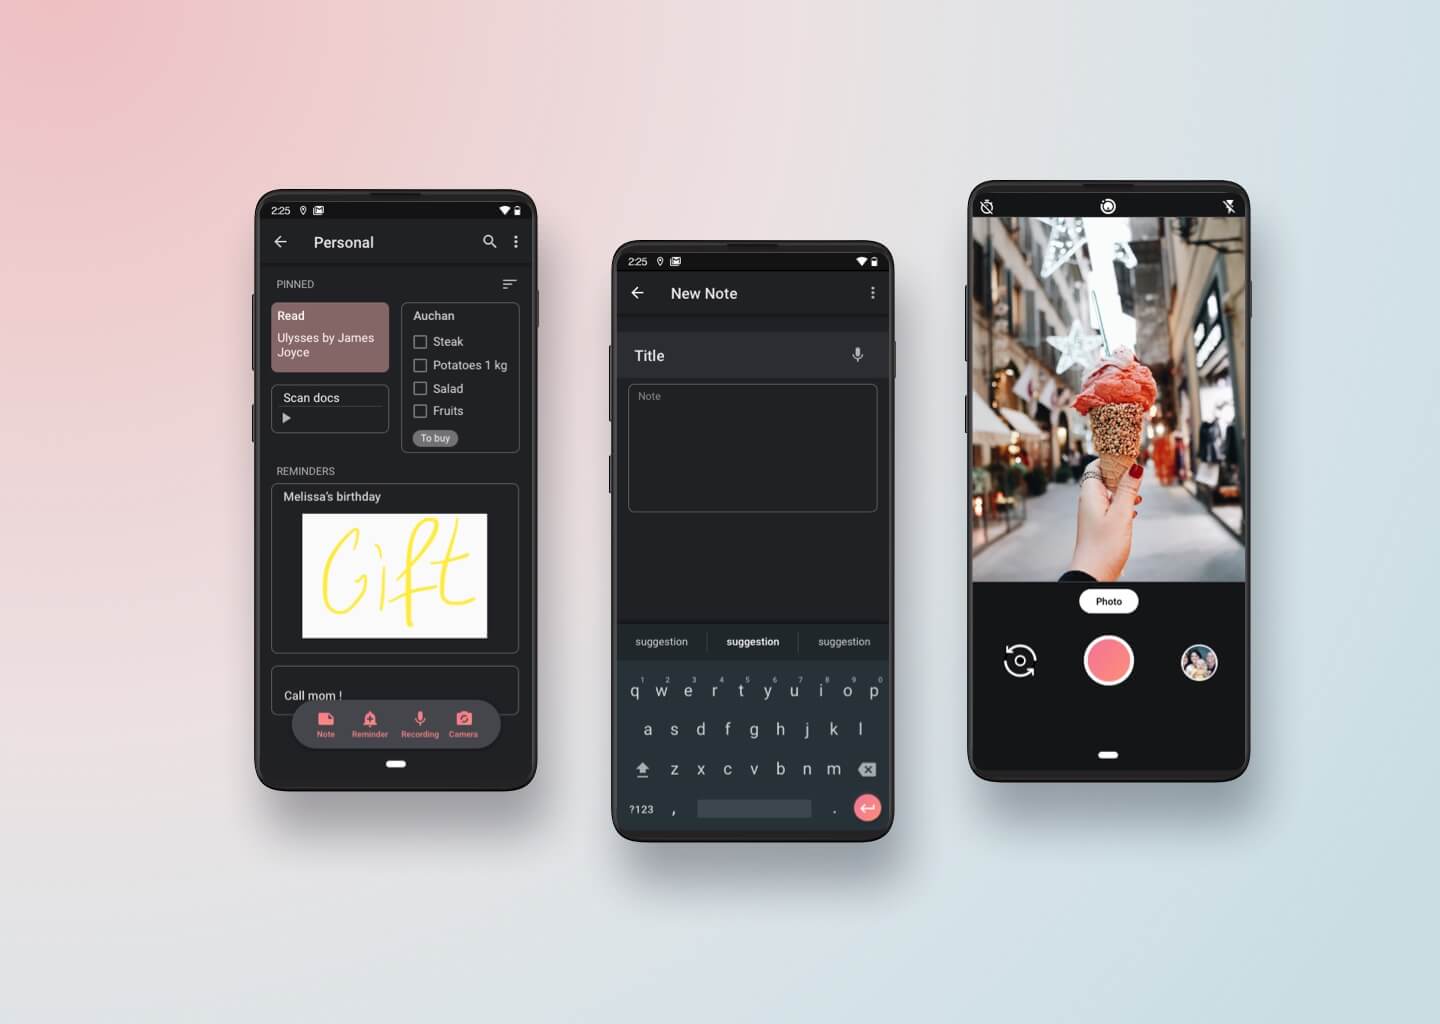 2:25
Personal
PINNED
Read
Ulysses by James
Joyce
Scan docs
Auchan
Steak
Potatoes 1 kg
Salad
Fruits
To buy
REMINDERS
Melissa's birthday
Gift
Call mom !
Note Reminder Recording Camera
2:25
New Note
Title
Note
suggestion suggestion suggestion
1 2 3 4 5 6 7 8 9 0
q w e r t y u i o p
a s d f g h j k l
z x c v b n m
?123 , .
Photo